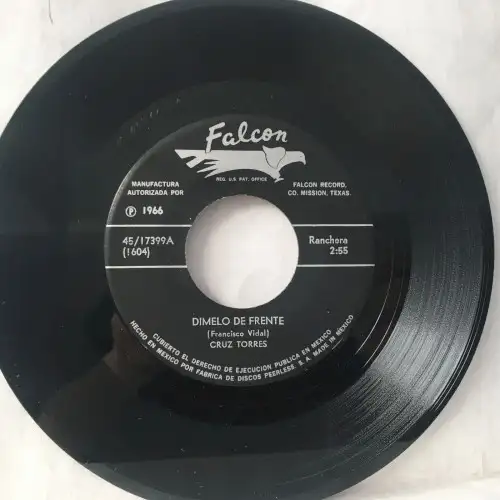 Falcon
REG. U.S. PAT. OFFICE
MANUFACTURA
AUTORIZADA POR
FALCON RECORD,
CO. MISSION, TEXAS.
Ⓟ 1966
45/17399A
(1604)
Ranchera
2:55
DIMELO DE FRENTE
(Francisco Vidal)
CRUZ TORRES
CUBIERTO EL DERECHO DE EJECUCION PUBLICA EN MEXICO
HECHO EN MEXICO POR FABRICA DE DISCOS PEERLESS. S. A. MADE IN MEXICO